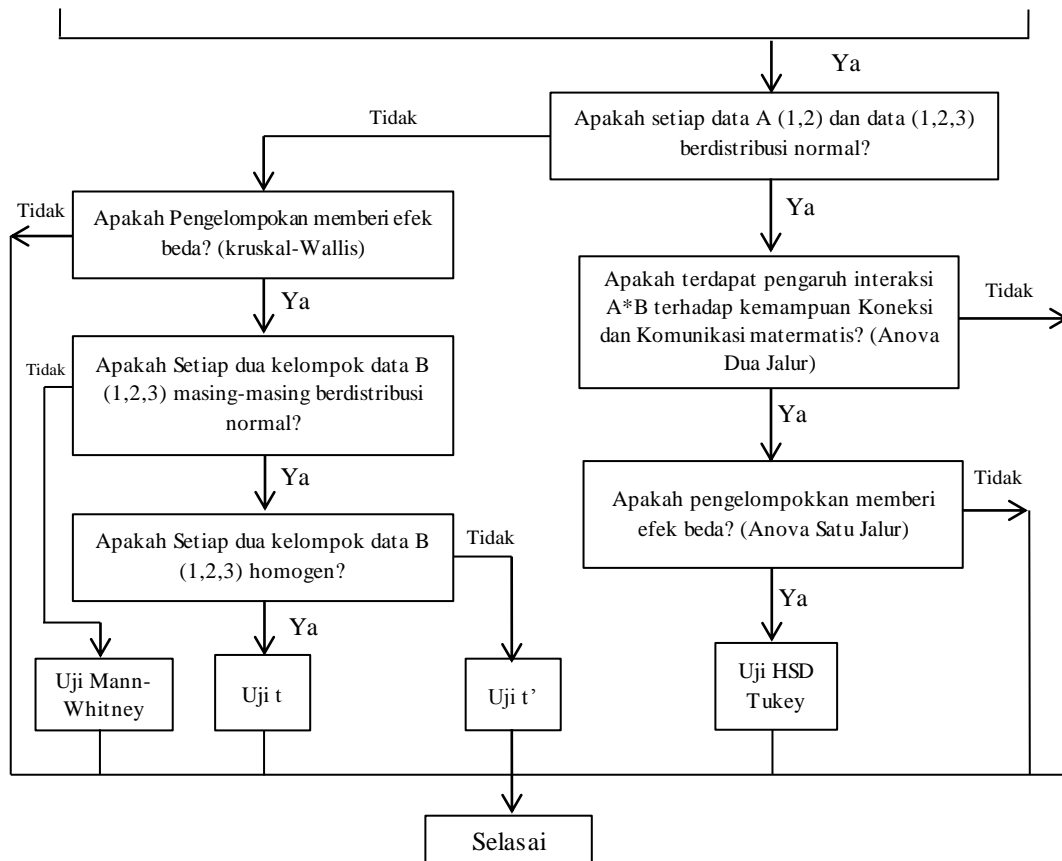 Ya
Tidak
Apakah setiap data A (1,2) dan data (1,2,3)
berdistribusi normal?
Tidak
Apakah Pengelompokan memberi efek
beda? (kruskal-Wallis)
Ya
Ya
Apakah terdapat pengaruh interaksi
A*B terhadap kemampuan Koneksi
dan Komunikasi matermatis? (Anova
Dua Jalur)
Tidak
Tidak
Apakah Setiap dua kelompok data B
(1,2,3) masing-masing berdistribusi
normal?
Ya
Ya
Apakah pengelompokkan memberi
efek beda? (Anova Satu Jalur)
Tidak
Apakah Setiap dua kelompok data B
(1,2,3) homogen?
Tidak
Ya
Ya
Uji Mann-
Whitney
Uji t
Uji t’
Uji HSD
Tukey
Selasai